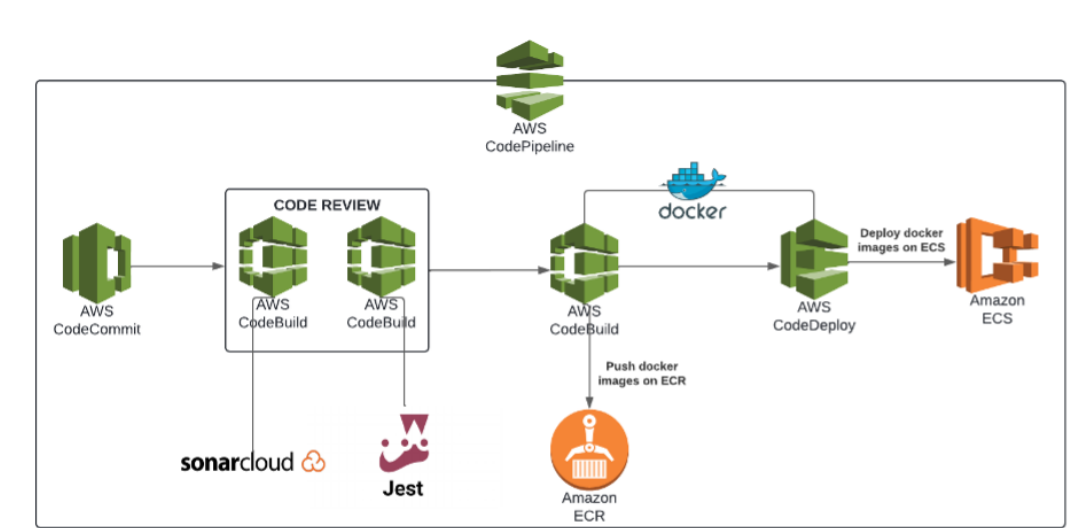 AWS
CodePipeline
docker
CODE REVIEW
AWS
CodeCommit
AWS
CodeBuild
AWS
CodeBuild
AWS
CodeBuild
AWS
CodeDeploy
Deploy docker
images on ECS
Amazon
ECS
Push docker
images on ECR
sonarcloud
Jest
Amazon
ECR